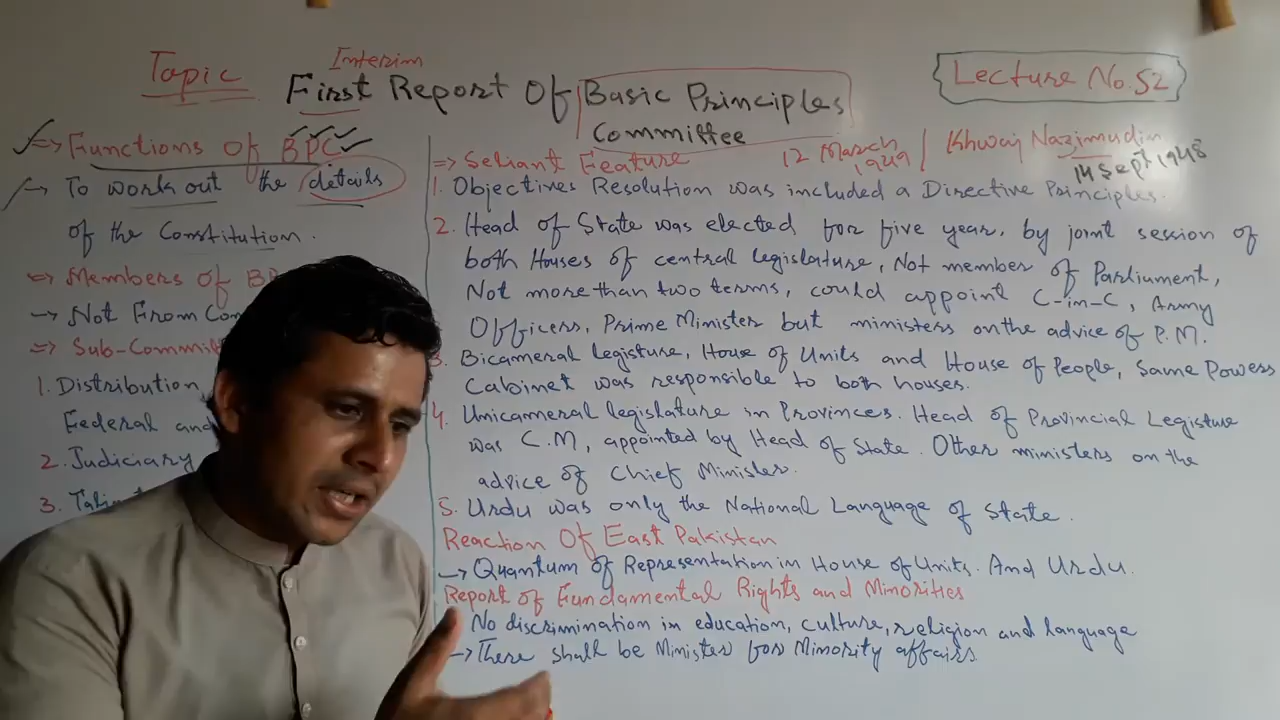 Topic
Interim
First Report Of Basic Principles
Committee
Lecture No. 52
=> Functions Of BPC
-> To work out the details
of the Constitution.
=> Members of BP
-> Not From Con
=> Sub-Committ
1. Distribution
Federal and
2. Judiciary
3.
=> Seliant Feature
12 March 1949 | Khwaj Nazimudin
14 Sept 1948
1. Objectives Resolution was included a Directive Principles.
2. Head of State was elected for five year, by joint session of
both Houses of central legislature, Not member of Parliument,
Not more than two terms, could appoint C-in-C, Army
Officers, Prime Minister but ministers on the advice of P.M.
3. Bicameral legisture, House of Units and House of People, Same Powers
Cabinet was responsible to both houses.
4. Unicameral legislature in Provinces. Head of Provincial Legisture
was C.M, appointed by Head of State. Other ministers on the
advice of Chief Minister.
5. Urdu was only the National Language of State.
Reaction Of East Pakistan
-> Quantum of Representation in House of Units. And Urdu.
Report of Fundamental Rights and Minorities
No discrimination in education, culture, religion and language
-> There shall be Minister for Minority affairs